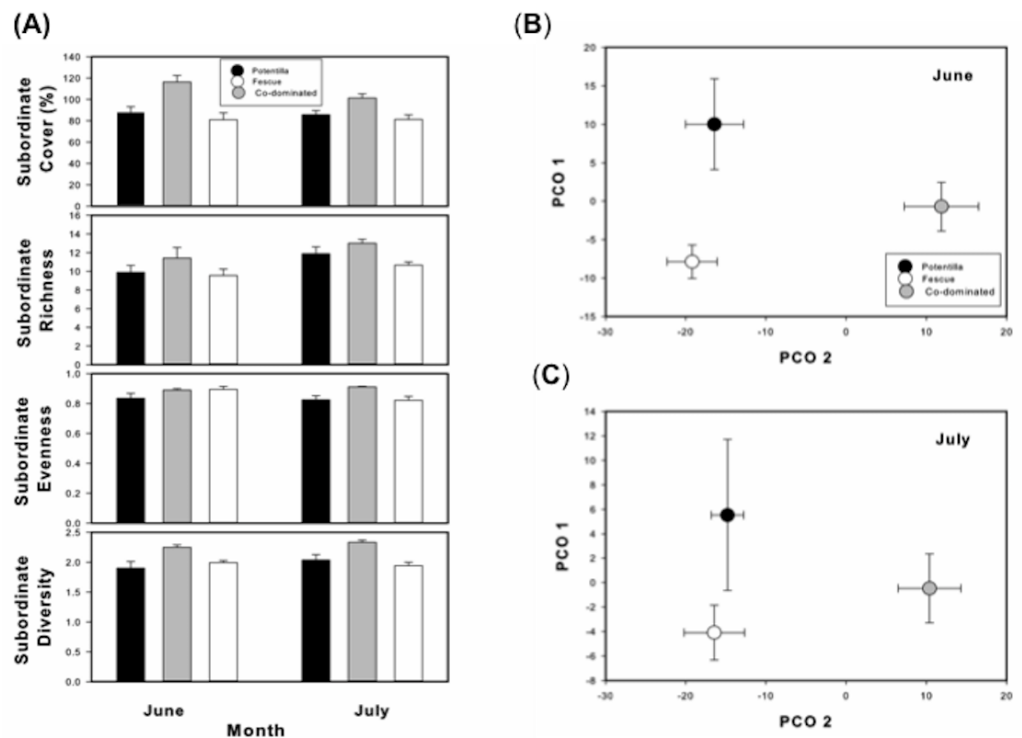 (A)
Subordinate
Cover (%)
140
120
100
80
60
40
20
0
Potentilla
Fescue
Co-dominated
Subordinate
Richness
16
14
12
10
8
6
4
2
0
Subordinate
Evenness
1.0
0.8
0.6
0.4
0.2
0.0
Subordinate
Diversity
2.5
2.0
1.5
1.0
0.5
0.0
June
July
Month
(B)
June
PCO 1
20
15
10
5
0
-5
-10
-15
Potentilla
Fescue
Co-dominated
-30
-20
-10
0
10
20
PCO 2
(C)
July
PCO 1
14
12
10
8
6
4
2
0
-2
-4
-6
-8
-30
-20
-10
0
10
20
PCO 2